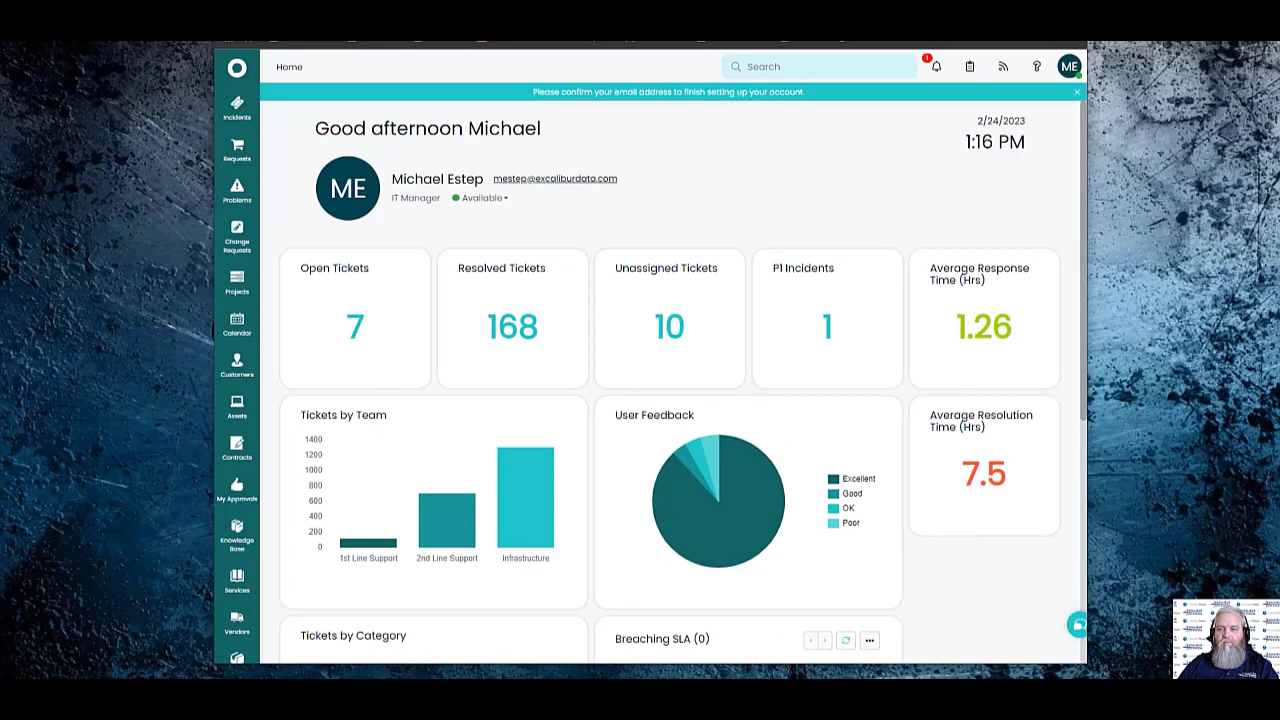 Home
Search
1
ME
Please confirm your email address to finish setting up your account.
Incidents
Requests
Problems
Change
Requests
Projects
Calendar
Customers
Assets
Contracts
My Approvals
Knowledge
Base
Services
Vendors
Good afternoon Michael
2/24/2023
1:16 PM
ME
Michael Estep mestep@excaliburdata.com
IT Manager Available
Open Tickets
7
Resolved Tickets
168
Unassigned Tickets
10
P1 Incidents
1
Average Response
Time (Hrs)
1.26
Tickets by Team
1400
1200
1000
800
600
400
200
0
1st Line Support 2nd Line Support Infrastructure
User Feedback
Excellent
Good
OK
Poor
Average Resolution
Time (Hrs)
7.5
Tickets by Category
Breaching SLA (0)